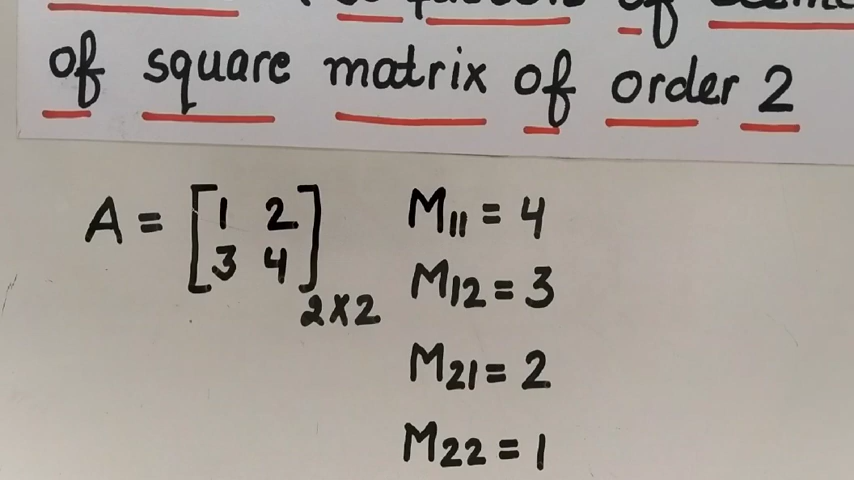 of
of square matrix of order 2
A = [1 2
3 4] 2×2
M11 = 4
M12 = 3
M21 = 2
M22 = 1